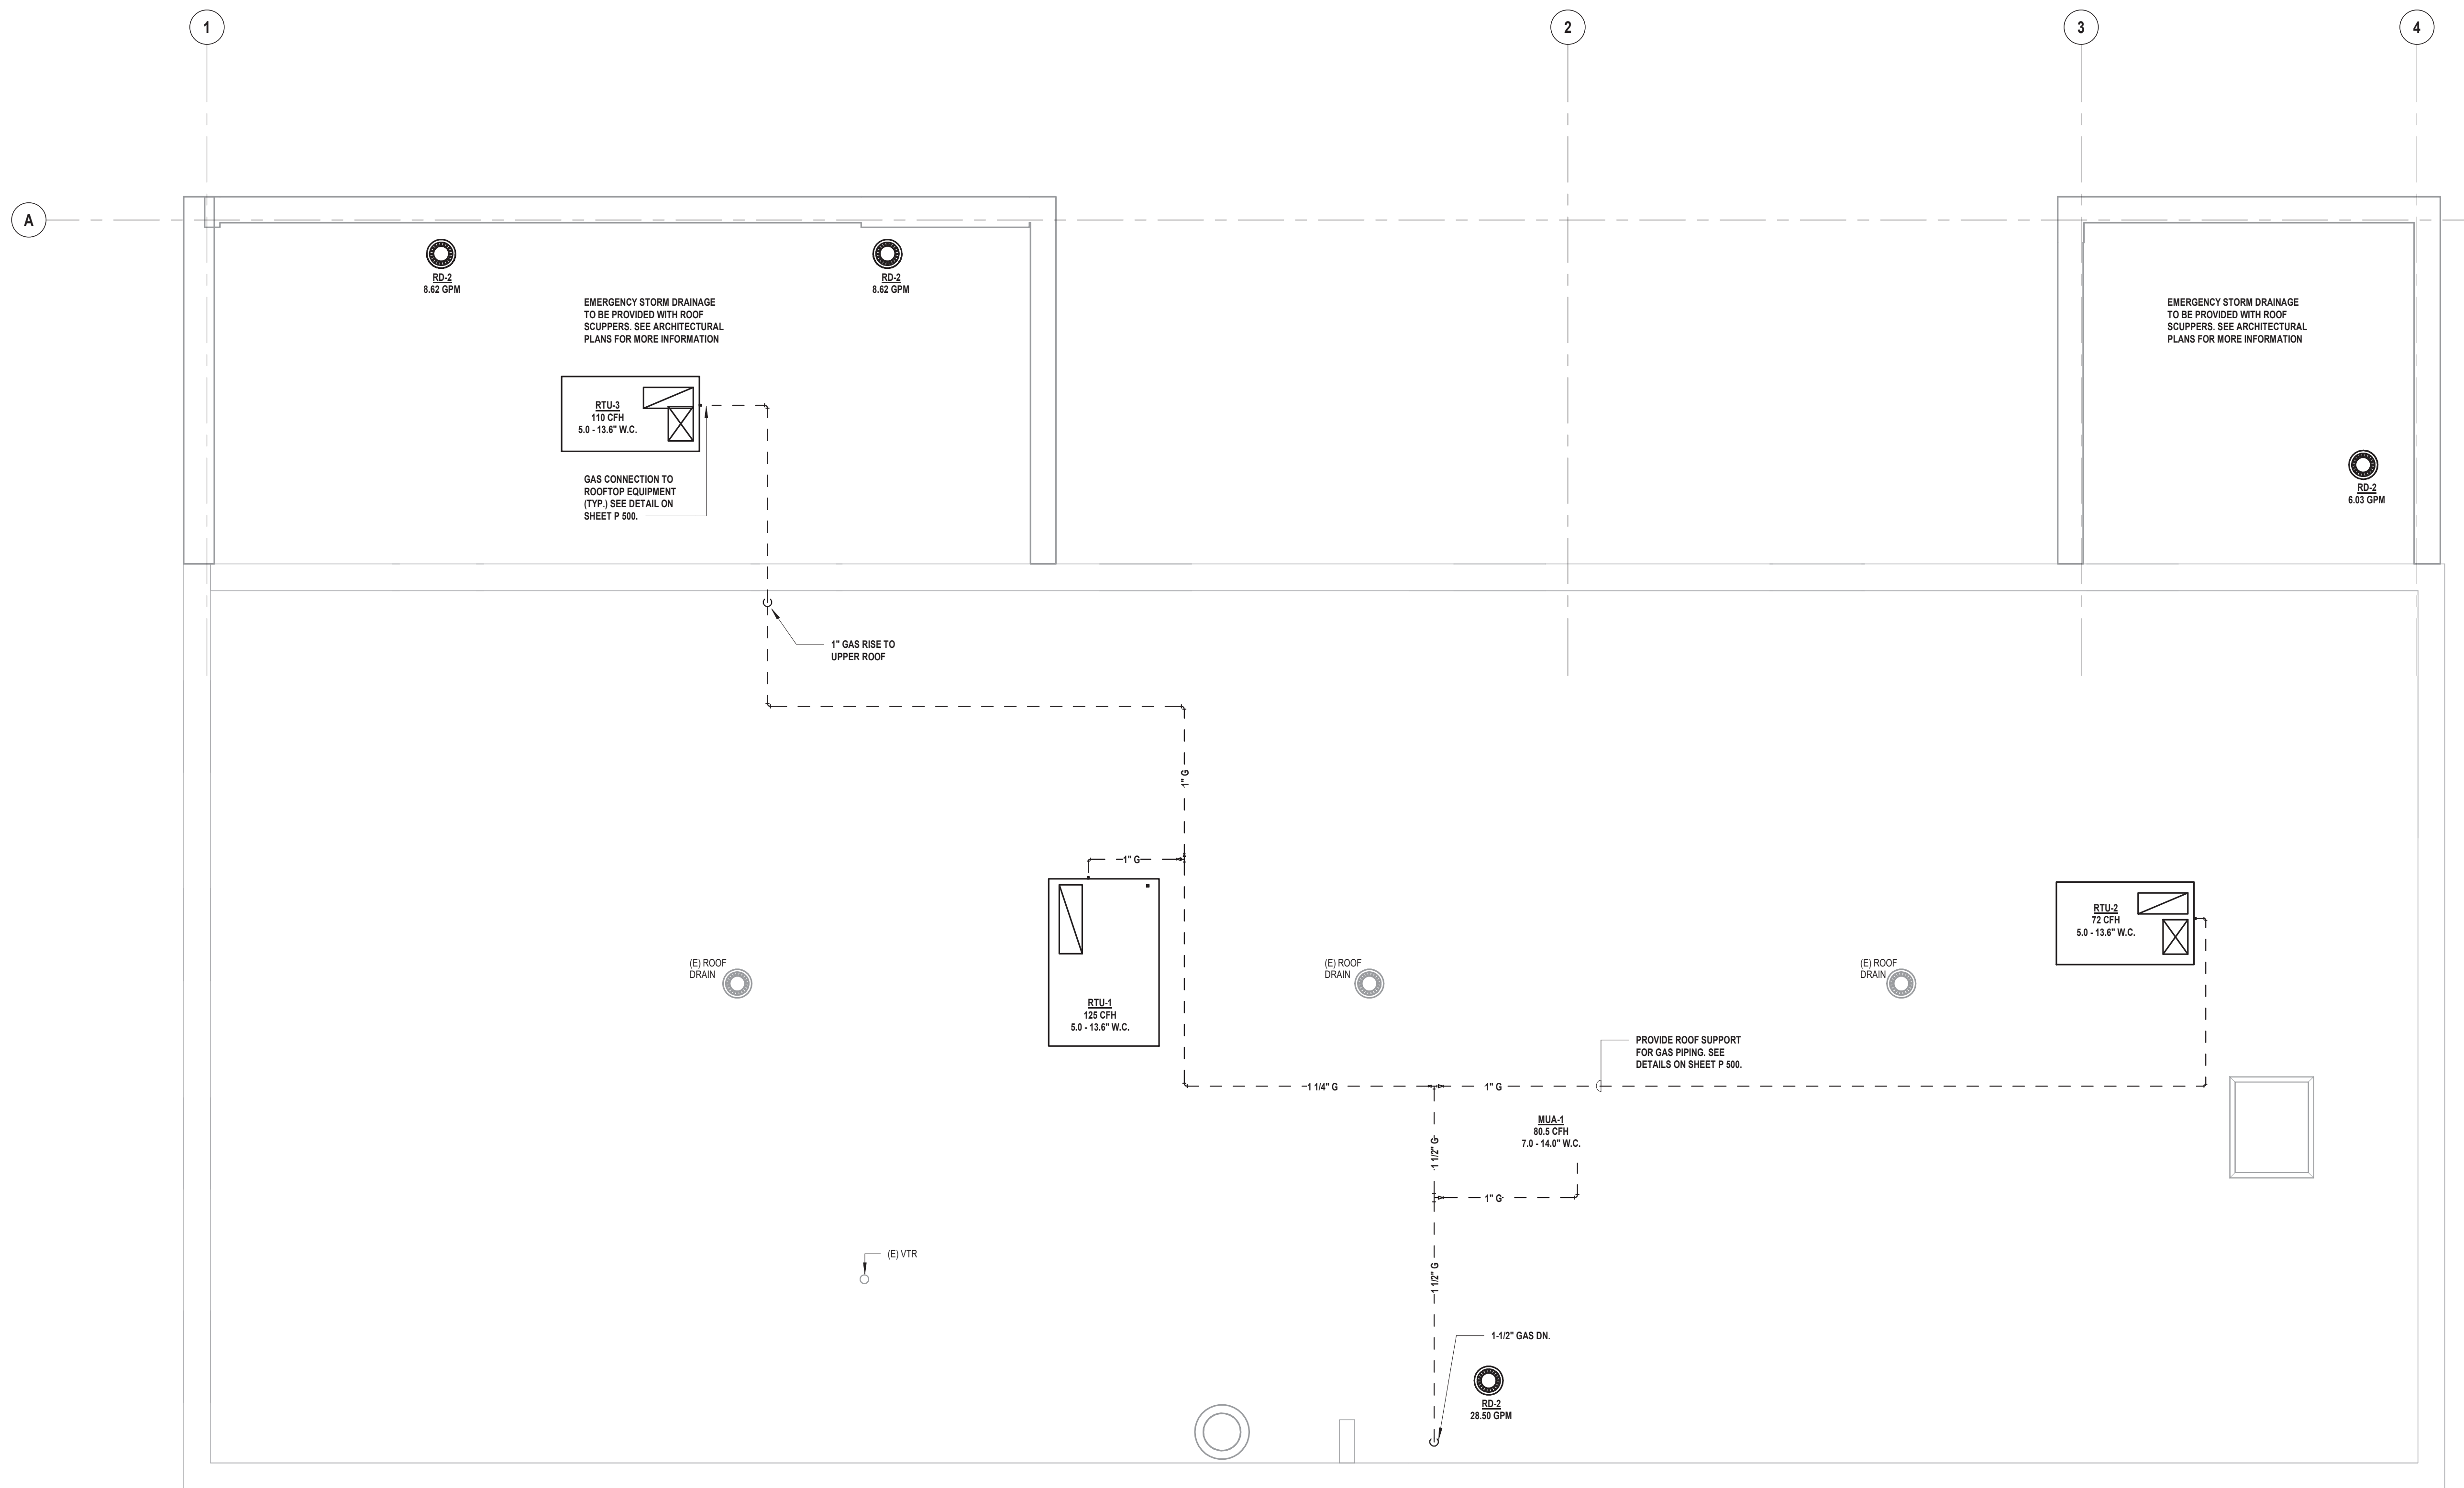 1
2
3
4
A
RD-2
8.62 GPM
RD-2
8.62 GPM
EMERGENCY STORM DRAINAGE
TO BE PROVIDED WITH ROOF
SCUPPERS. SEE ARCHITECTURAL
PLANS FOR MORE INFORMATION
EMERGENCY STORM DRAINAGE
TO BE PROVIDED WITH ROOF
SCUPPERS. SEE ARCHITECTURAL
PLANS FOR MORE INFORMATION
RTU-3
110 CFH
5.0 - 13.6" W.C.
GAS CONNECTION TO
ROOFTOP EQUIPMENT
(TYP.) SEE DETAIL ON
SHEET P 500.
RD-2
6.03 GPM
1" GAS RISE TO
UPPER ROOF
1" G
1" G
RTU-2
72 CFH
5.0 - 13.6" W.C.
(E) ROOF
DRAIN
(E) ROOF
DRAIN
(E) ROOF
DRAIN
RTU-1
125 CFH
5.0 - 13.6" W.C.
PROVIDE ROOF SUPPORT
FOR GAS PIPING. SEE
DETAILS ON SHEET P 500.
1 1/4" G
1" G
MUA-1
80.5 CFH
7.0 - 14.0" W.C.
1 1/2" G
1" G
(E) VTR
1 1/2" G
1-1/2" GAS DN.
RD-2
28.50 GPM